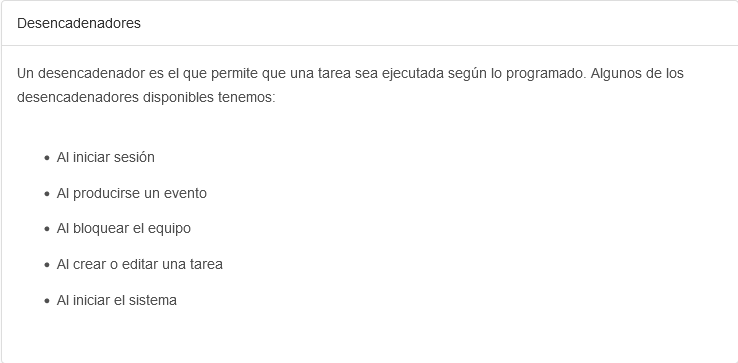 Desencadenadores
Un desencadenador es el que permite que una tarea sea ejecutada según lo programado. Algunos de los
desencadenadores disponibles tenemos:
• Al iniciar sesión
• Al producirse un evento
• Al bloquear el equipo
• Al crear o editar una tarea
• Al iniciar el sistema